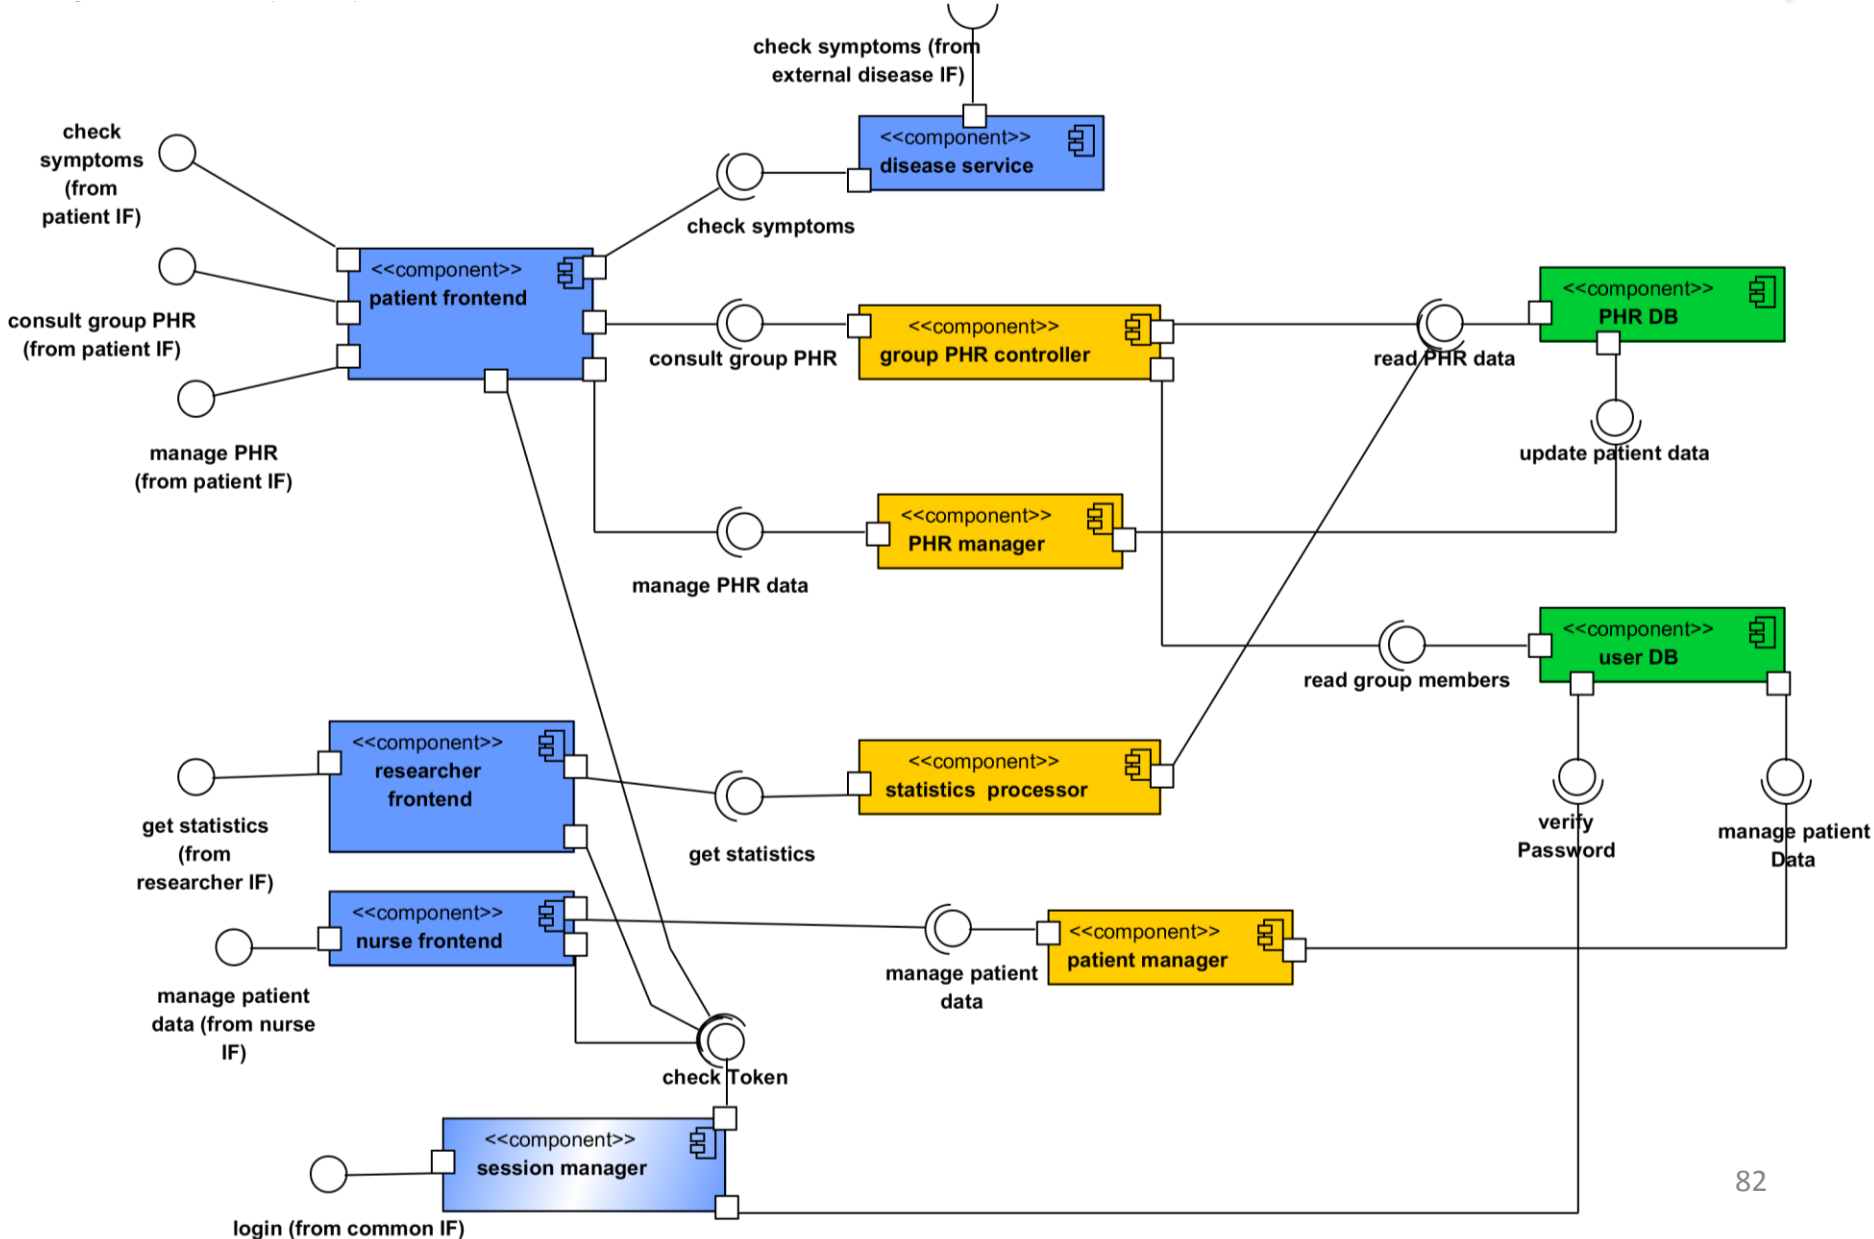 check symptoms (from
external disease IF)
<<component>>
disease service
check
symptoms
(from
patient IF)
check symptoms
<<component>>
patient frontend
consult group PHR
(from patient IF)
<<component>>
group PHR controller
consult group PHR
<<component>>
PHR DB
read PHR data
manage PHR
(from patient IF)
update patient data
<<component>>
PHR manager
manage PHR data
<<component>>
user DB
read group members
<<component>>
researcher
frontend
<<component>>
statistics processor
get statistics
(from
researcher IF)
get statistics
verify
Password
manage patient
Data
<<component>>
nurse frontend
<<component>>
patient manager
manage patient
data
manage patient
data (from nurse
IF)
check Token
<<component>>
session manager
login (from common IF)
82